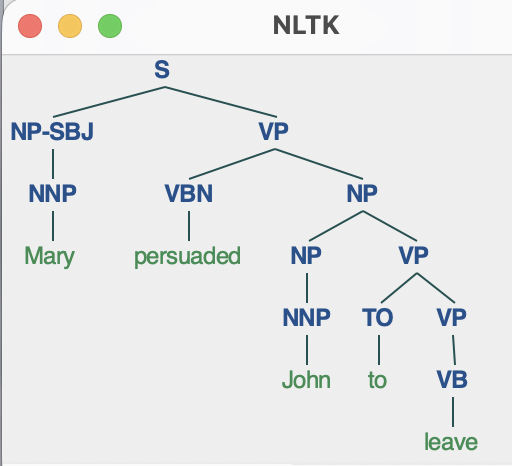 NLTK
S
NP-SBJ VP
NNP VBN NP
Mary persuaded NP VP
NNP TO VP
John to VB
leave